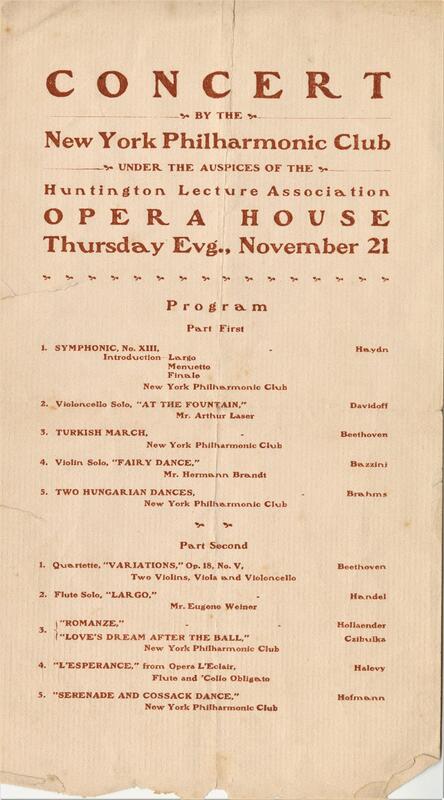 CONCERT
BY THE
New York Philharmonic Club
UNDER THE AUSPICES OF THE
Huntington Lecture Association
OPERA HOUSE
Thursday Evg., November 21
Program
Part First
1. SYMPHONIC, No. XIII, - Haydn
Introduction—Largo
Menuetto
Finale
New York Philharmonic Club
2. Violoncello Solo, "AT THE FOUNTAIN," Davidoff
Mr. Arthur Laser
3. TURKISH MARCH, - Beethoven
New York Philharmonic Club
4. Violin Solo, "FAIRY DANCE," - Bazzini
Mr. Hermann Brandt
5. TWO HUNGARIAN DANCES, - Brahms
New York Philharmonic Club
Part Second
1. Quartette, "VARIATIONS," Op. 18, No. V, Beethoven
Two Violins, Viola and Violoncello
2. Flute Solo, "LARGO," - Handel
Mr. Eugene Weiner
3. { "ROMANZE," - - Hollaender
"LOVE'S DREAM AFTER THE BALL," Czibulka
New York Philharmonic Club
4. "L'ESPERANCE," from Opera L'Eclair, Halevy
Flute and 'Cello Obligato
5. "SERENADE AND COSSACK DANCE," Hofmann
New York Philharmonic Club